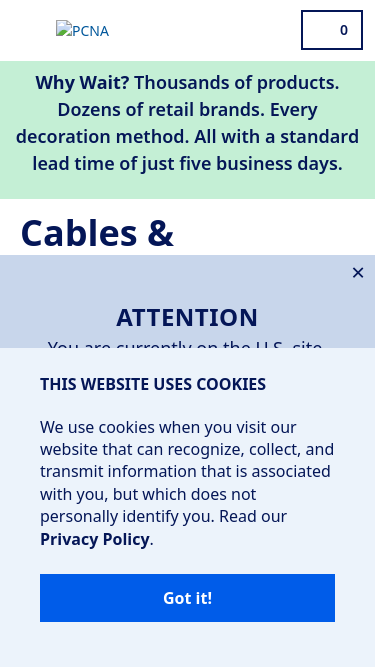 PCNA
0
Why Wait? Thousands of products.
Dozens of retail brands. Every
decoration method. All with a standard
lead time of just five business days.
Cables &
×
ATTENTION
You are currently on the U.S. site.
THIS WEBSITE USES COOKIES
We use cookies when you visit our
website that can recognize, collect, and
transmit information that is associated
with you, but which does not
personally identify you. Read our
Privacy Policy.
Got it!